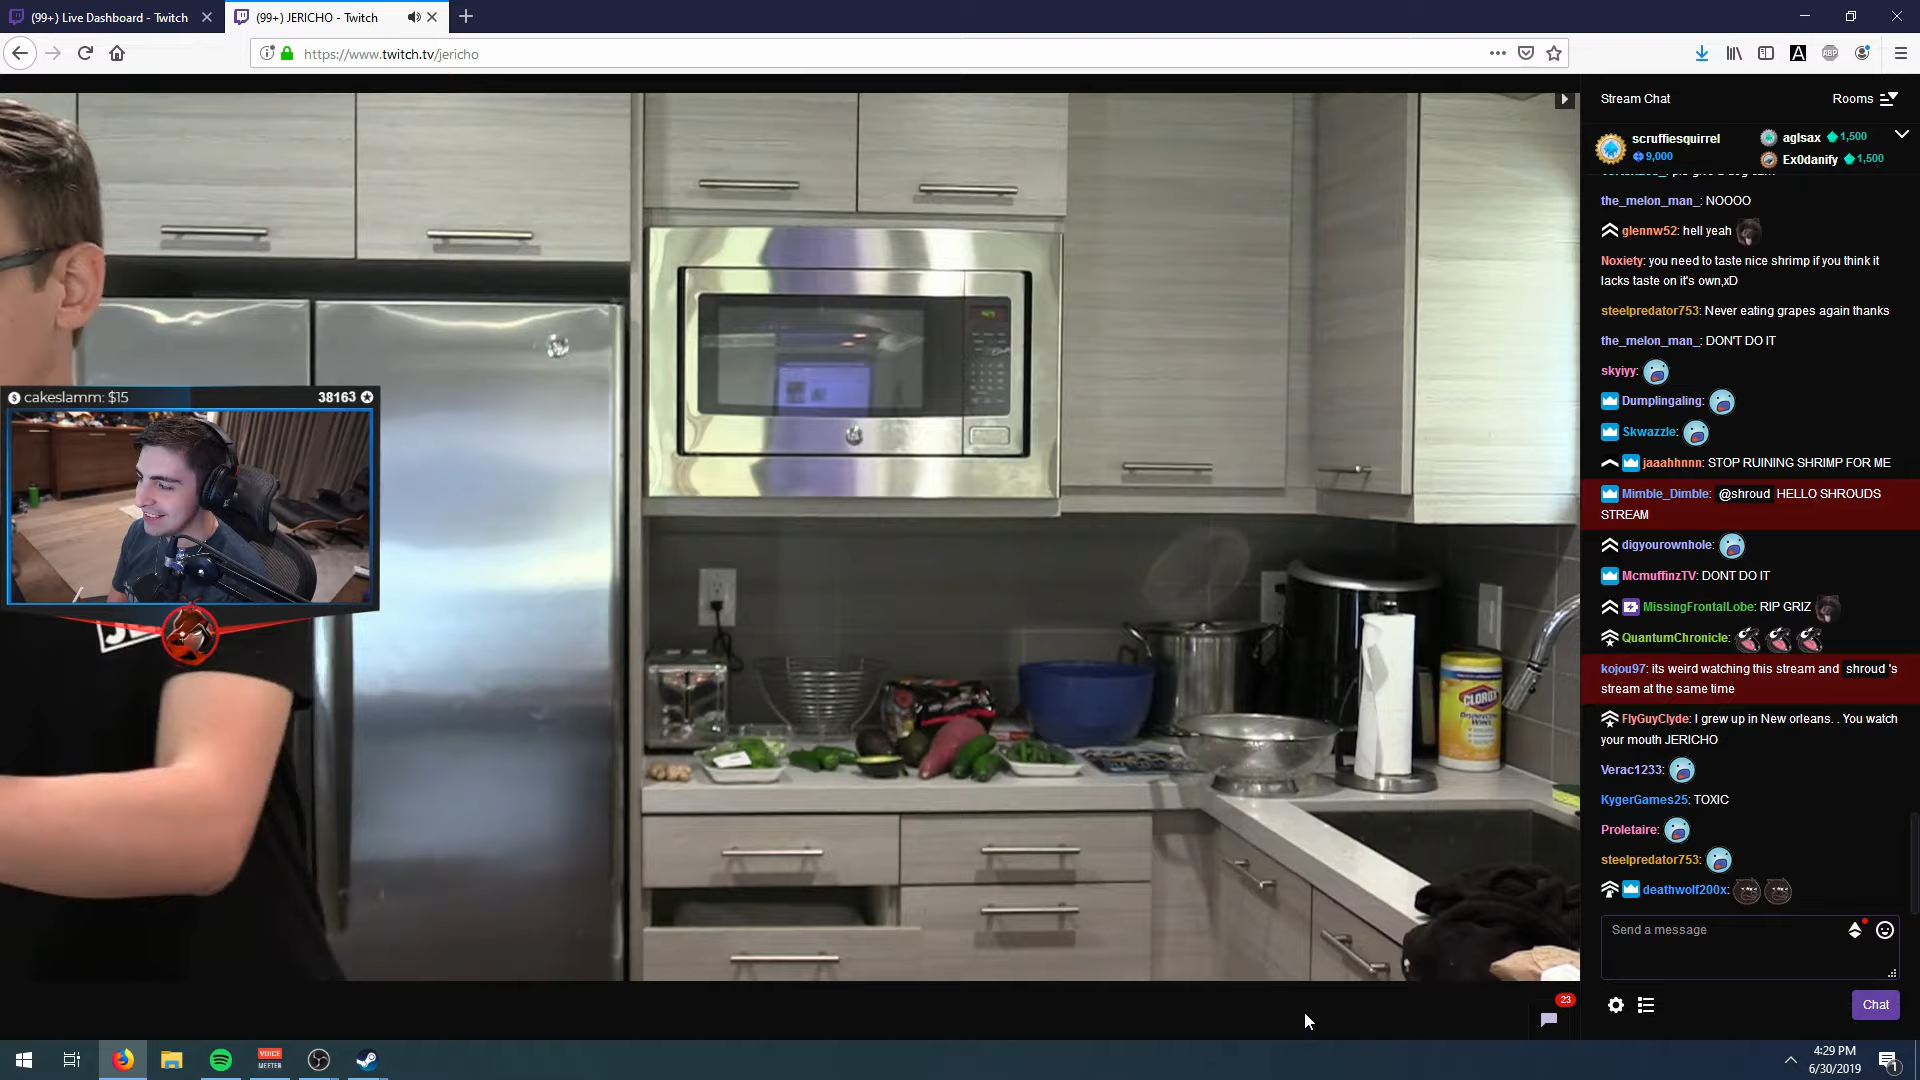 (99+) Live Dashboard - Twitch
(99+) JERICHO - Twitch
https://www.twitch.tv/jericho
A
ABP
Stream Chat
Rooms
scruffiesquirrel
9,000
aglsax 1,500
Ex0danify 1,500
the_melon_man_: NOOOO
glennw52: hell yeah
Noxiety: you need to taste nice shrimp if you think it
lacks taste on it's own,xD
steelpredator753: Never eating grapes again thanks
the_melon_man_: DON'T DO IT
skyiyy:
Dumplingaling:
Skwazzle:
jaaahhnnn: STOP RUINING SHRIMP FOR ME
Mimble_Dimble: @shroud HELLO SHROUDS
STREAM
digyourownhole:
McmuffinzTV: DONT DO IT
MissingFrontalLobe: RIP GRIZ
QuantumChronicle:
kojou97: its weird watching this stream and shroud 's
stream at the same time
FlyGuyClyde: I grew up in New orleans. . You watch
your mouth JERICHO
Verac1233:
KygerGames25: TOXIC
Proletaire:
steelpredator753:
deathwolf200x:
Send a message
Chat
23
cakeslamm: $15
38163
CLOROX
VOICE
MEETER
4:29 PM
6/30/2019
1